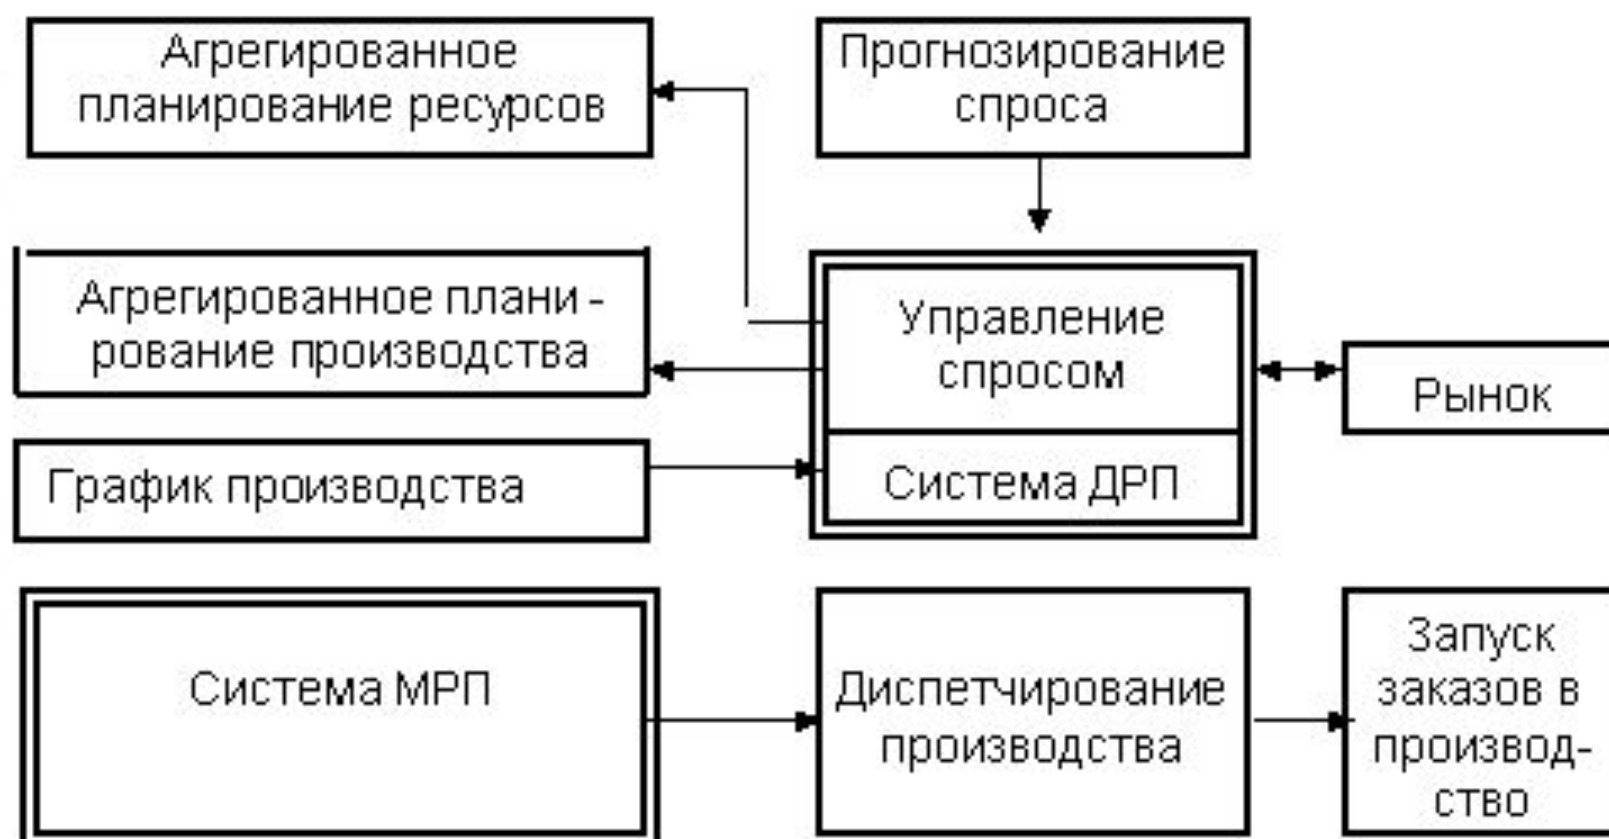 Агрегированное
планирование ресурсов
Прогнозирование
спроса
Агрегированное плани -
рование производства
Управление
спросом
Рынок
График производства
Система ДРП
Система МРП
Диспетчирование
производства
Запуск
заказов в
производ-
ство